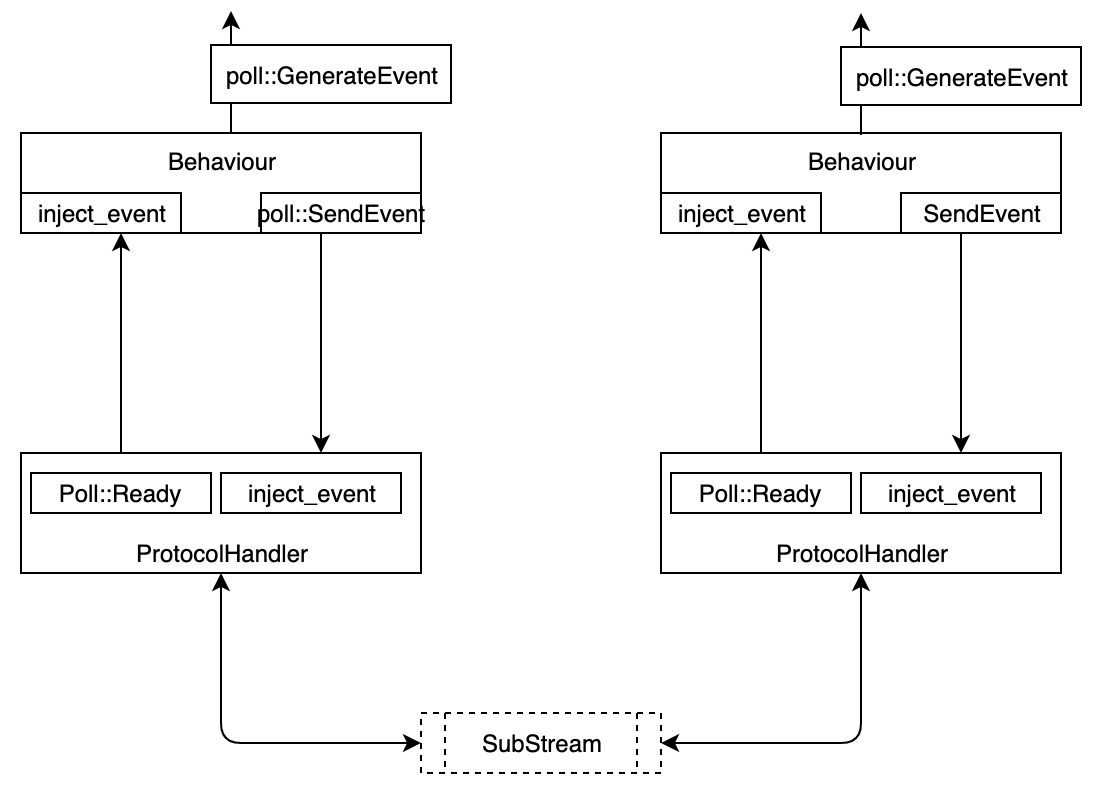 poll::GenerateEvent
poll::GenerateEvent
Behaviour
Behaviour
inject_event
poll::SendEvent
inject_event
SendEvent
Poll::Ready
inject_event
Poll::Ready
inject_event
ProtocolHandler
ProtocolHandler
SubStream